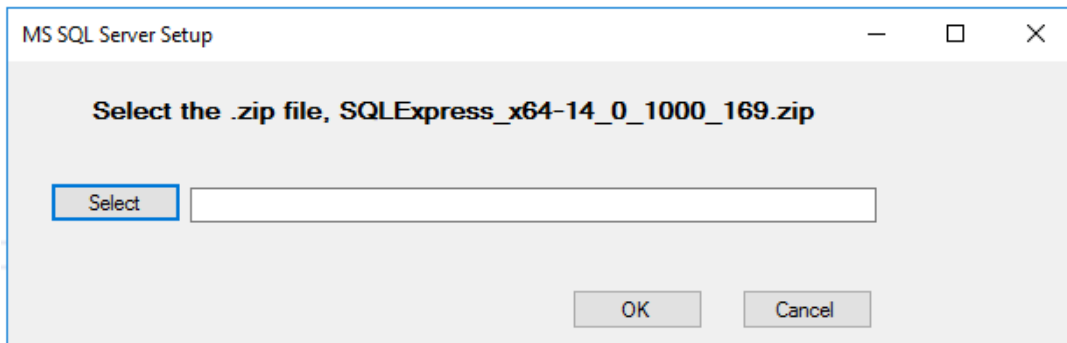 MS SQL Server Setup
Select the .zip file, SQLExpress_x64-14_0_1000_169.zip
Select
OK Cancel